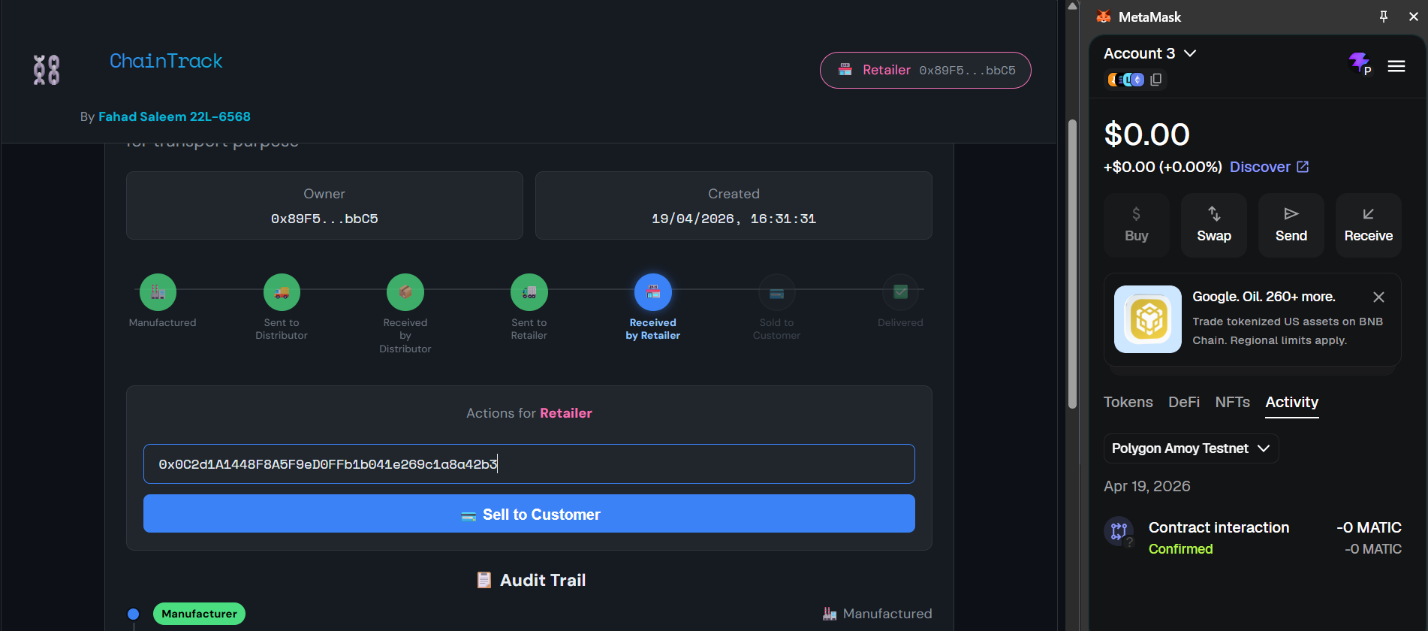 ChainTrack
Retailer 0x89F5...bbC5
By Fahad Saleem 22L-6568
for transport purpose
Owner
0x89F5...bbC5
Created
19/04/2026, 16:31:31
Manufactured
Sent to
Distributor
Received
by
Distributor
Sent to
Retailer
Received
by Retailer
Sold to
Customer
Delivered
Actions for Retailer
0x0C2d1A1448F8A5F9eD0FFb1b041e269c1a8a42b3
Sell to Customer
Audit Trail
Manufacturer
Manufactured
MetaMask
Account 3
P
$0.00
+$0.00 (+0.00%) Discover
$
Buy
Swap
Send
Receive
Google. Oil. 260+ more.
Trade tokenized US assets on BNB
Chain. Regional limits apply.
Tokens DeFi NFTs Activity
Polygon Amoy Testnet
Apr 19, 2026
?
Contract interaction
-0 MATIC
Confirmed
-0 MATIC